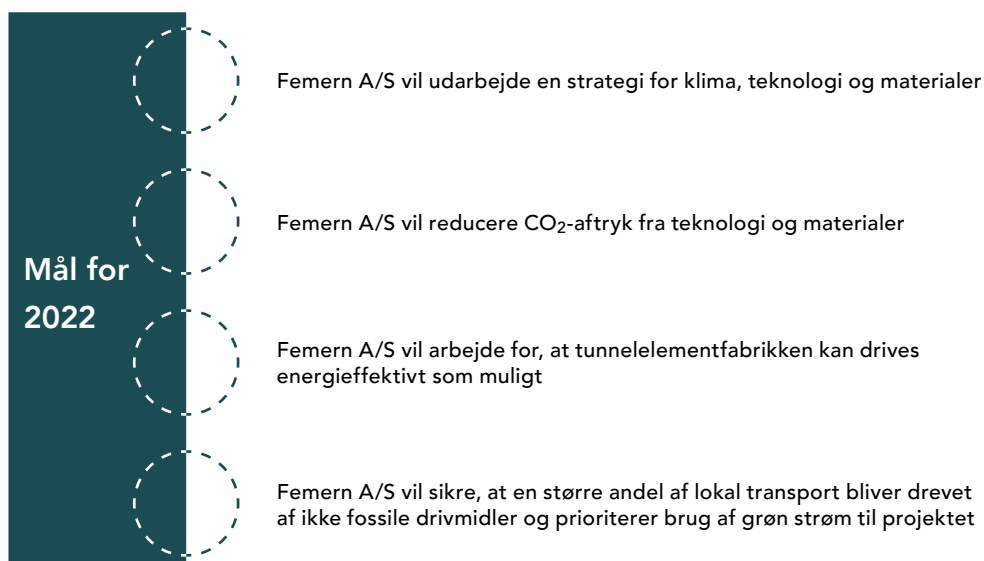 Mål for
2022
Femern A/S vil udarbejde en strategi for klima, teknologi og materialer
Femern A/S vil reducere CO₂-aftryk fra teknologi og materialer
Femern A/S vil arbejde for, at tunnelelementfabrikken kan drives
energieffektivt som muligt
Femern A/S vil sikre, at en større andel af lokal transport bliver drevet
af ikke fossile drivmidler og prioriterer brug af grøn strøm til projektet